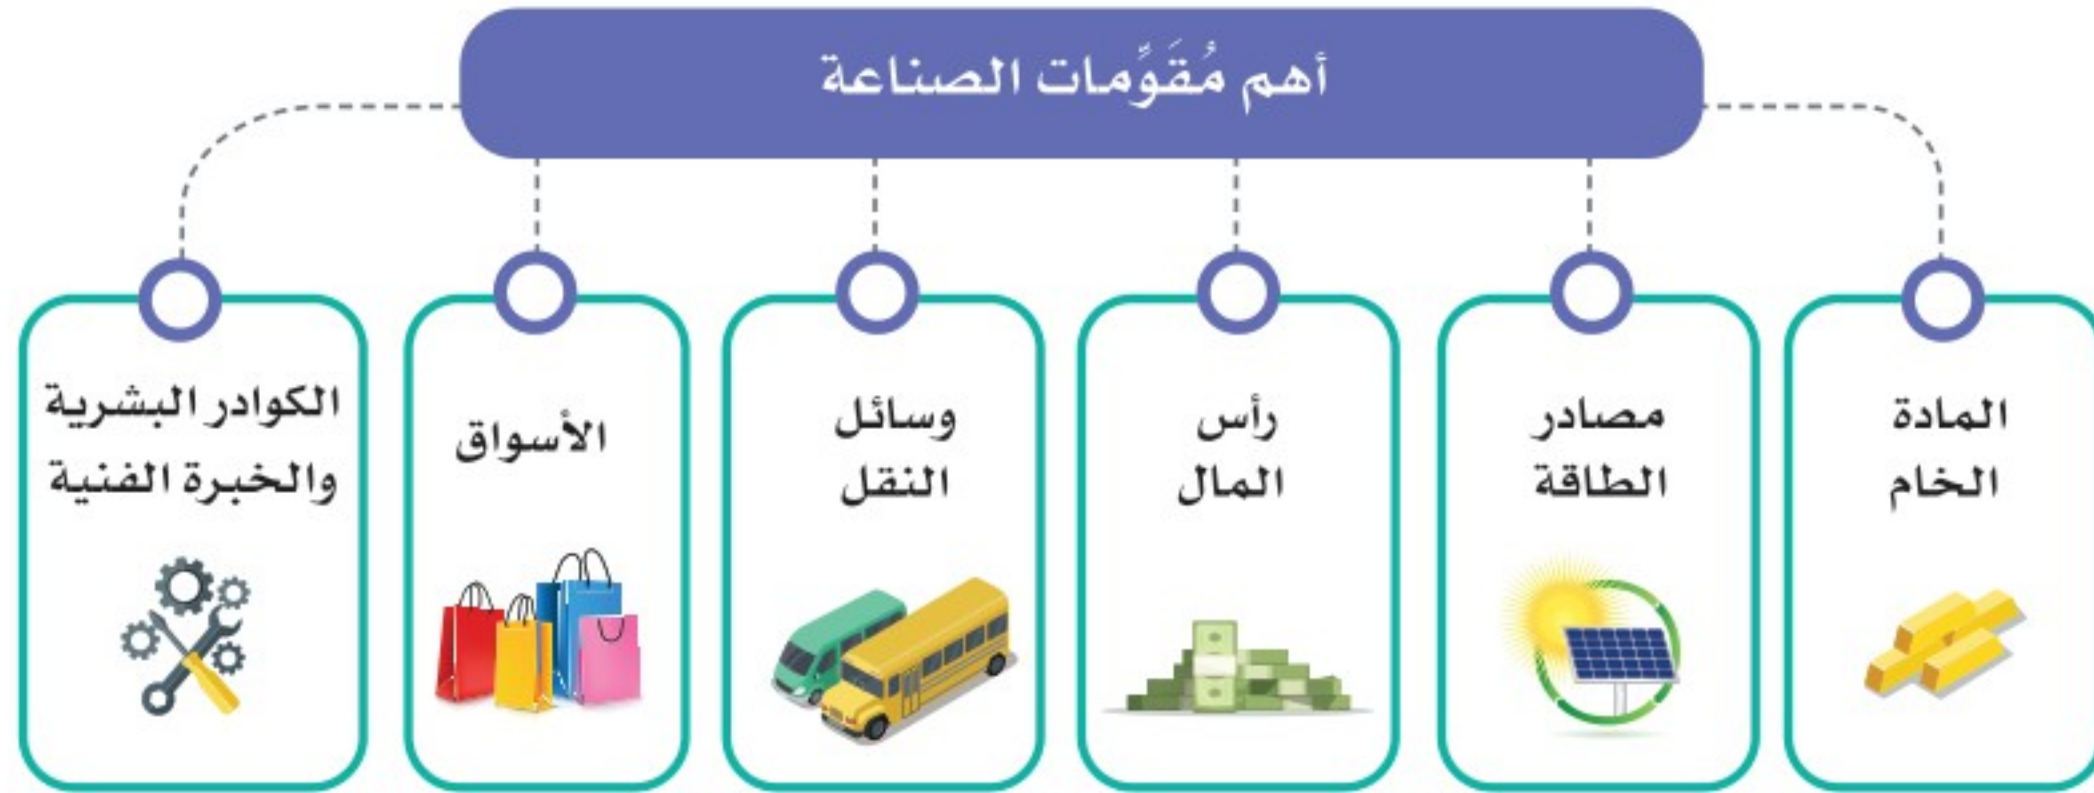 أهم مُقَوِّمات الصناعة
المادة
الخام
مصادر
الطاقة
رأس
المال
وسائل
النقل
الأسواق
الكوادر البشرية
والخبرة الفنية